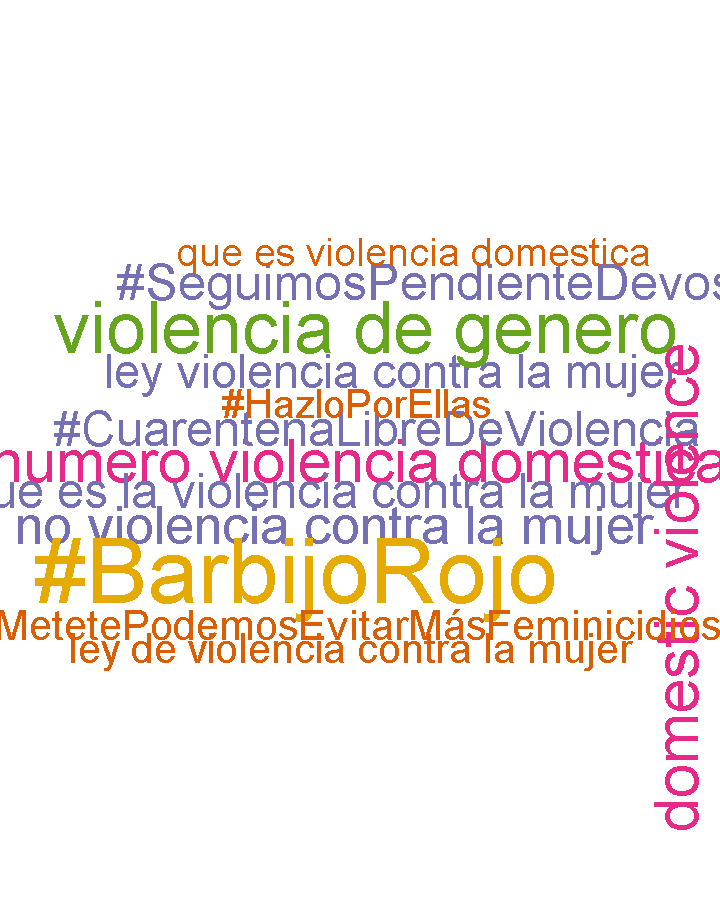 que es violencia domestica
#SeguimosPendienteDevos
violencia de genero
ley violencia contra la mujer
#HazloPorEllas
#CuarentenaLibreDeViolencia
numero violencia domestica
ue es la violencia contra la mujer
no violencia contra la mujer
#BarbijoRojo
MetetePodemosEvitarMásFeminicidios
ley de violencia contra la mujer
domestic violence